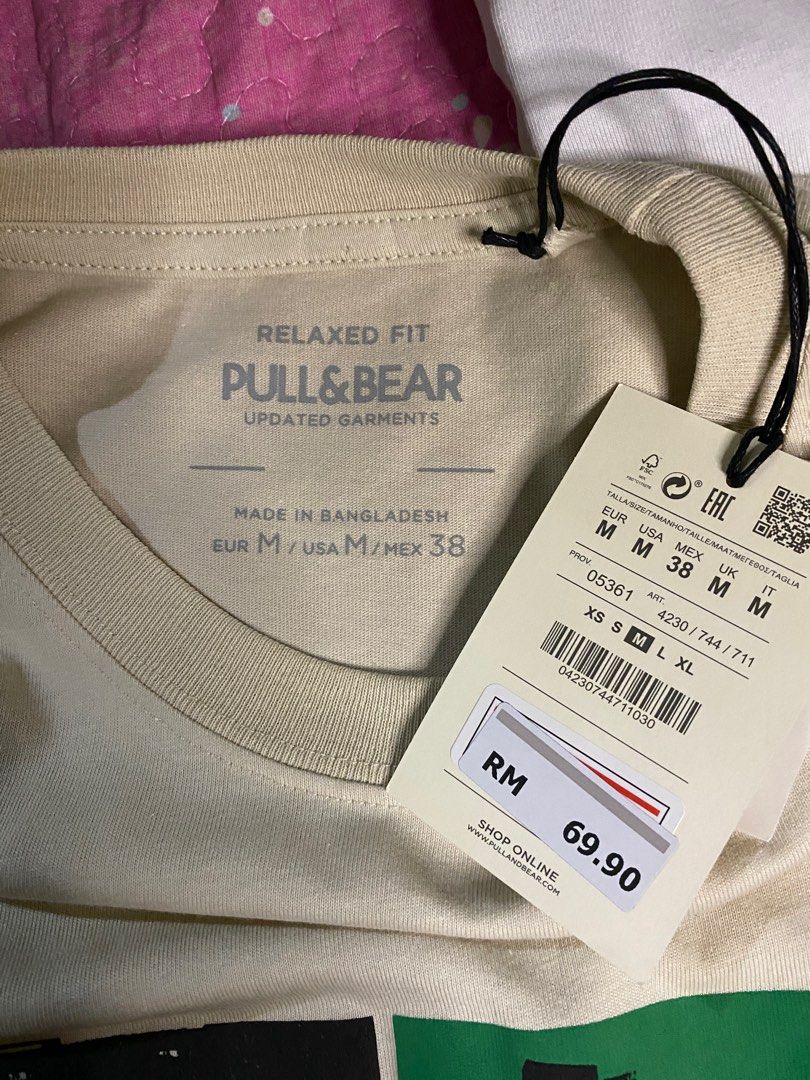 RELAXED FIT
PULL&BEAR
UPDATED GARMENTS
MADE IN BANGLADESH
EUR M / USA M / MEX 38
FSC
®
EAC
TALLA/SIZE/TAMANHO/TAILLE/MAAT/ΜΕΓΕΘΟΣ/TAGLIA
EUR USA MEX UK IT
M M 38 M M
PROV. 05361 ART. 4230 / 744 / 711
XS S M L XL
04230744711030
RM 69.90
SHOP ONLINE
WWW.PULLANDBEAR.COM